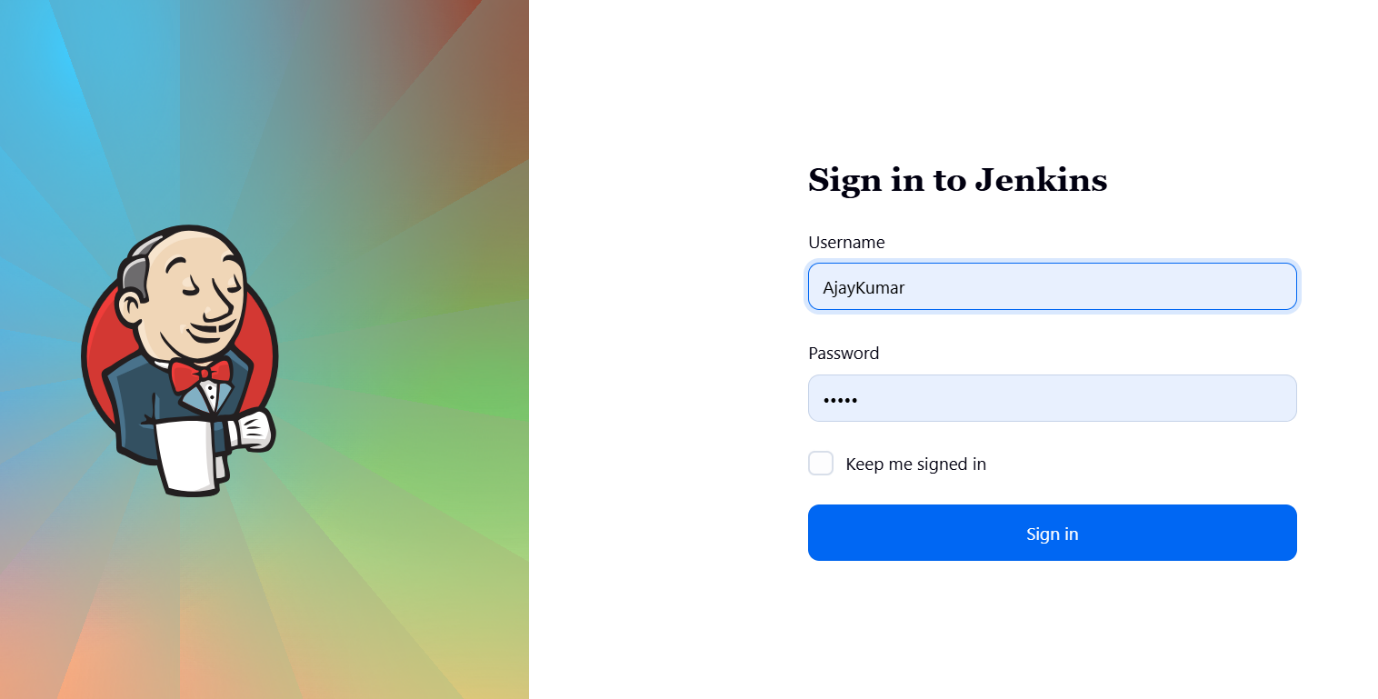 Sign in to Jenkins
Username
AjayKumar
Password
•••••
Keep me signed in
Sign in